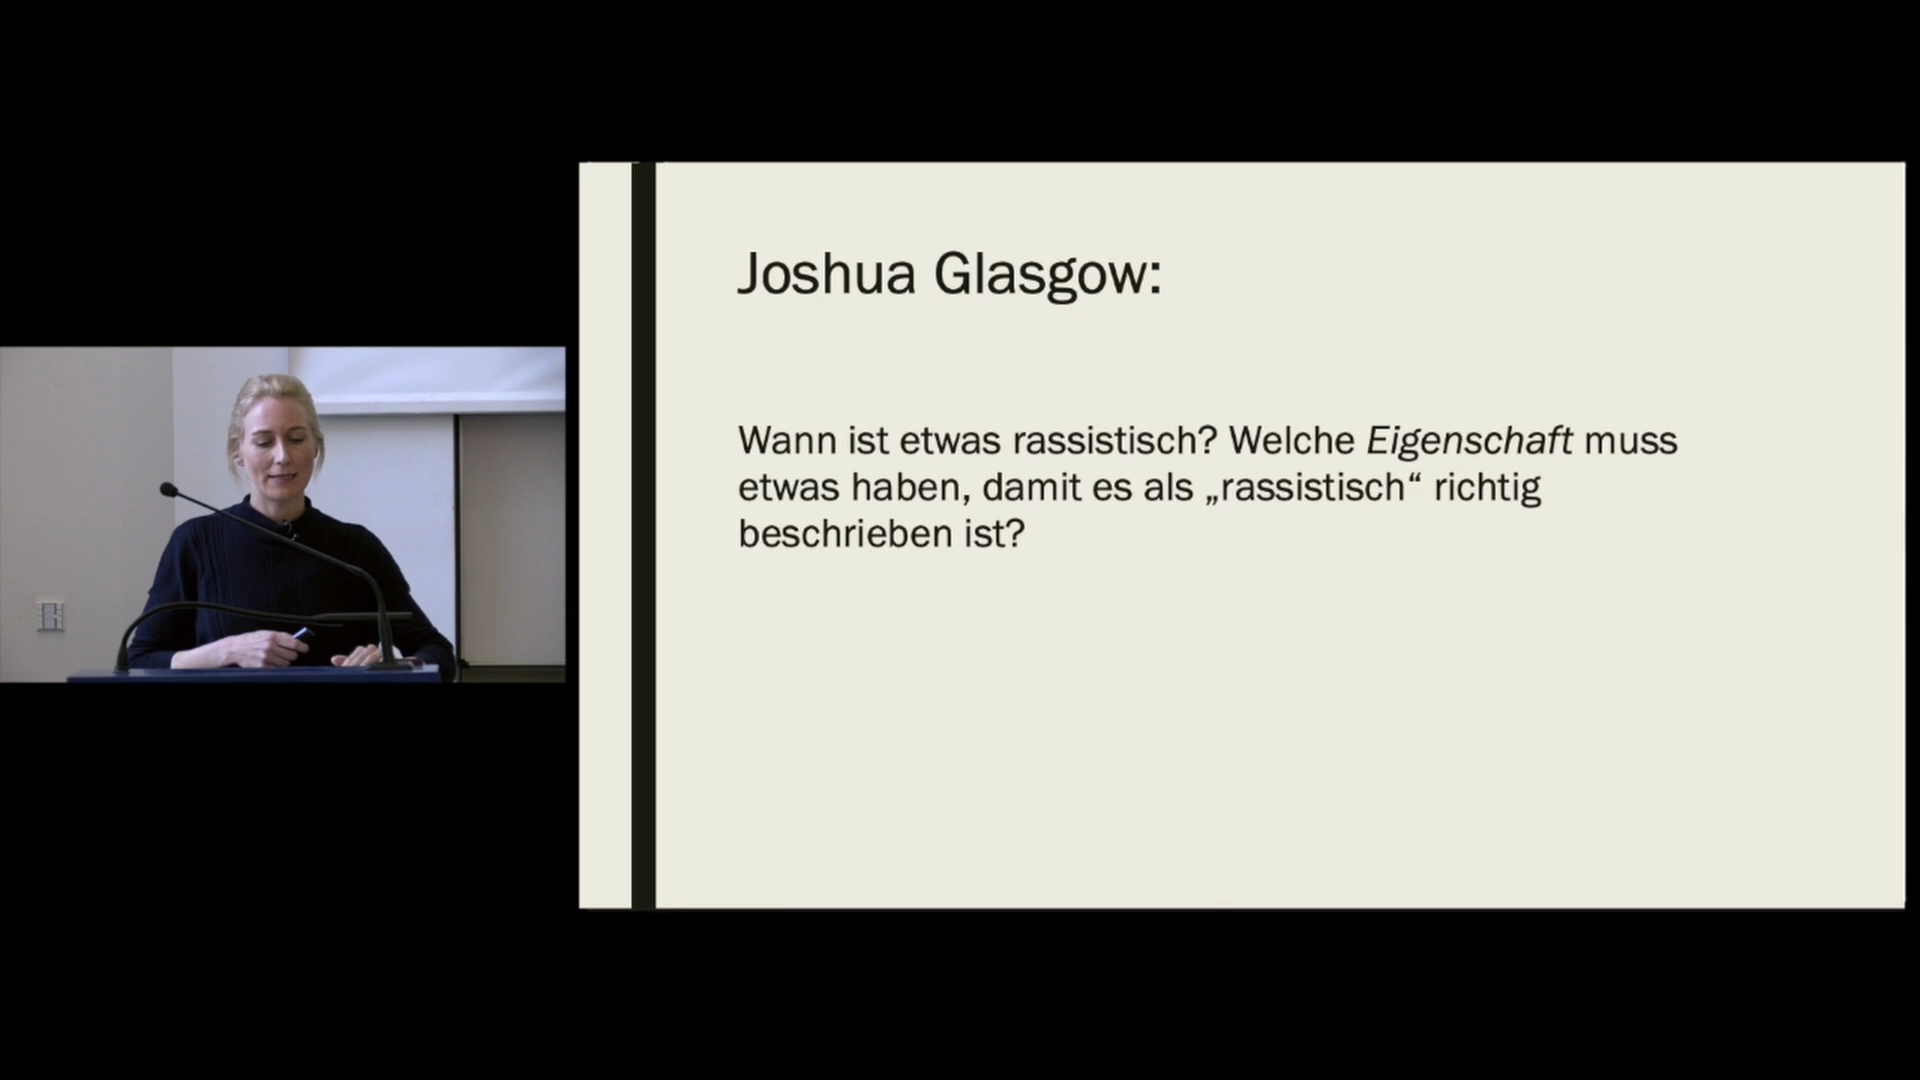 Joshua Glasgow:
Wann ist etwas rassistisch? Welche Eigenschaft muss
etwas haben, damit es als „rassistisch“ richtig
beschrieben ist?